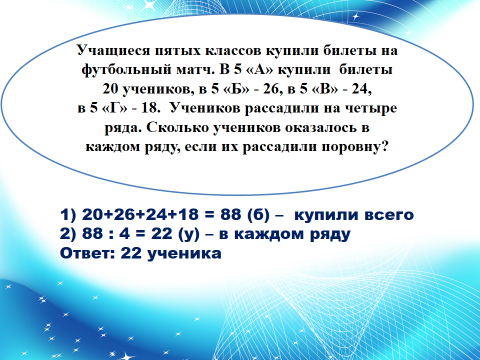 Учащиеся пятых классов купили билеты на
футбольный матч. В 5 «А» купили билеты
20 учеников, в 5 «Б» - 26, в 5 «В» - 24,
в 5 «Г» - 18. Учеников рассадили на четыре
ряда. Сколько учеников оказалось в
каждом ряду, если их рассадили поровну?
1) 20+26+24+18 = 88 (б) – купили всего
2) 88 : 4 = 22 (у) – в каждом ряду
Ответ: 22 ученика